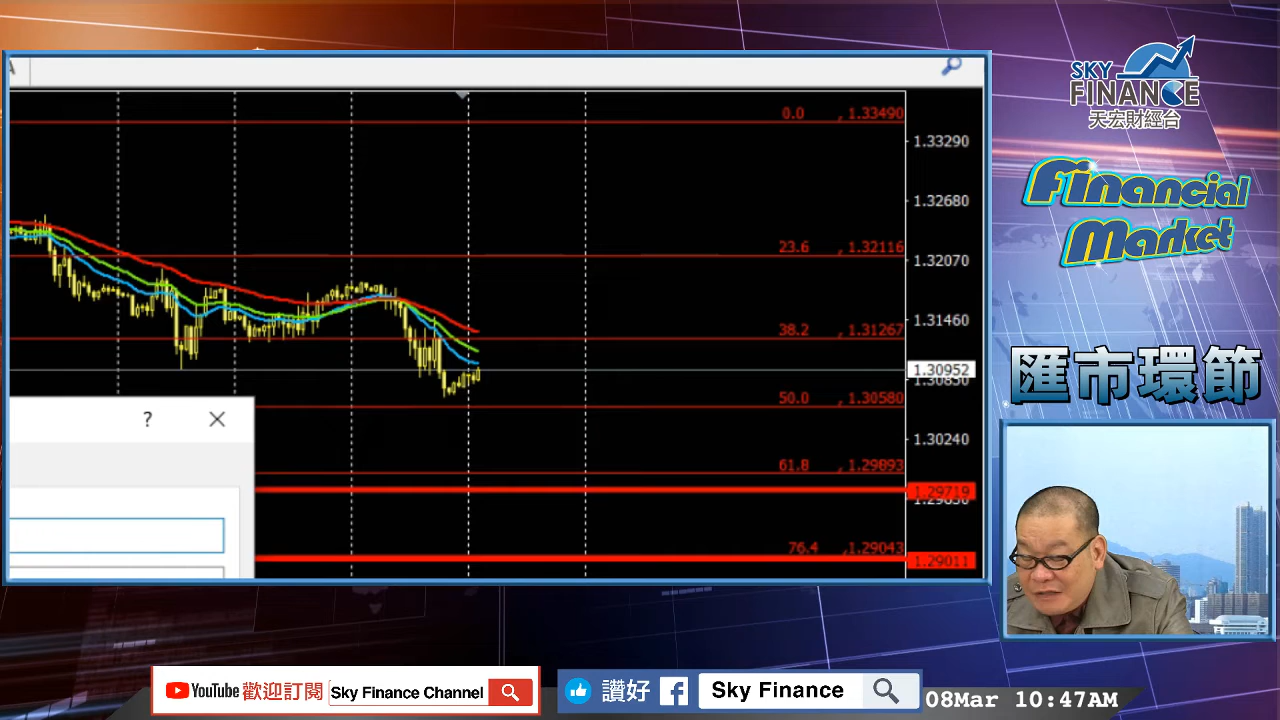 SKY
FINANCE
天宏財經台
Financial
Market
匯市環節
0.0 , 1.33490
1.33290
1.32680
23.6 , 1.32116
1.32070
1.31460
38.2 , 1.31267
1.30952
50.0 , 1.30580
1.30240
61.8 , 1.29893
1.29719
76.4 ,1.29043
1.29011
?
YouTube 歡迎訂閱 Sky Finance Channel
讚好 f Sky Finance
08Mar 10:47AM